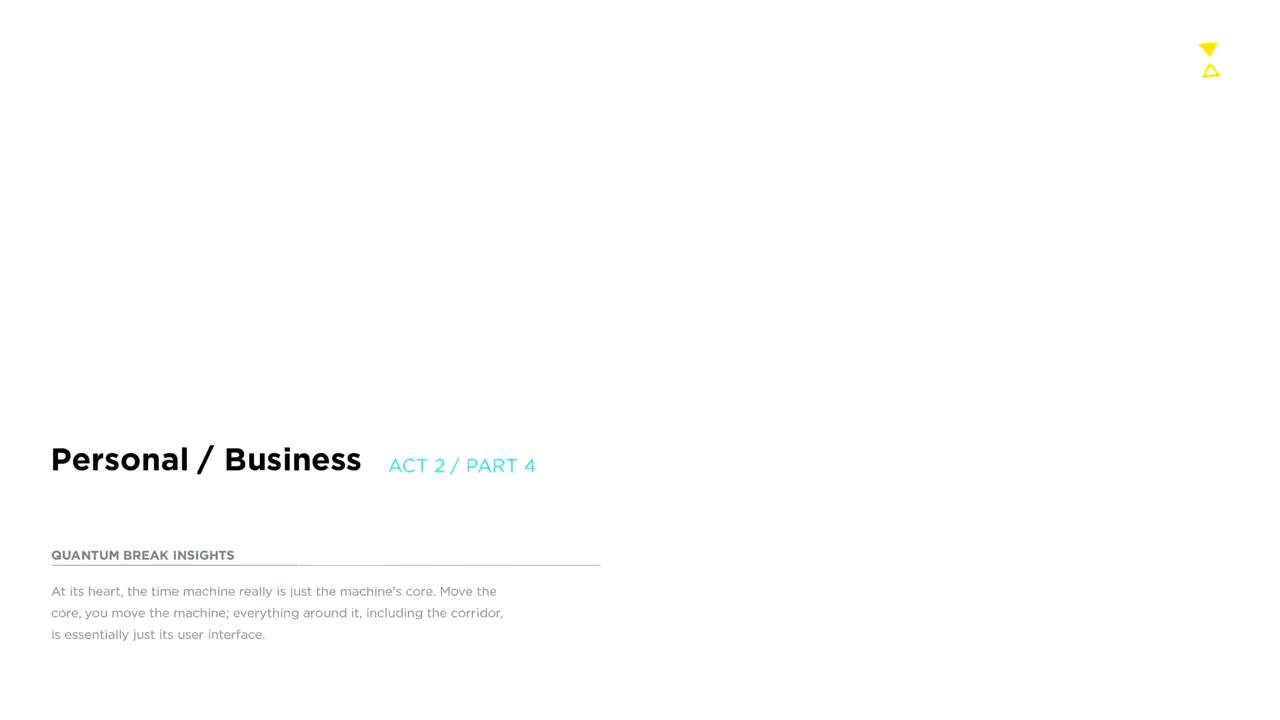 Personal / Business ACT 2 / PART 4
QUANTUM BREAK INSIGHTS
At its heart, the time machine really is just the machine's core. Move the
core, you move the machine; everything around it, including the corridor,
is essentially just its user interface.